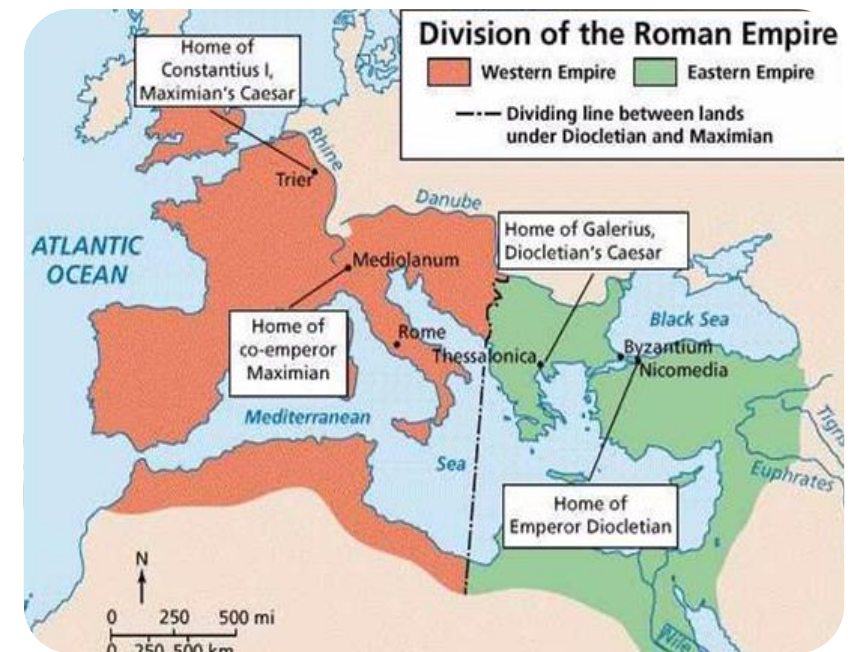 Division of the Roman Empire
Western Empire
Eastern Empire
Dividing line between lands
under Diocletian and Maximian
Home of
Constantius I,
Maximian's Caesar
Rhine
Trier
Danube
Home of Galerius,
Diocletian's Caesar
ATLANTIC
OCEAN
Mediolanum
Black Sea
Home of
co-emperor
Maximian
Rome
Thessalonica
Byzantium
Nicomedia
Mediterranean
Sea
Tigris
Euphrates
Home of
Emperor Diocletian
N
0 250 500 mi
0 250 500 km
Nile